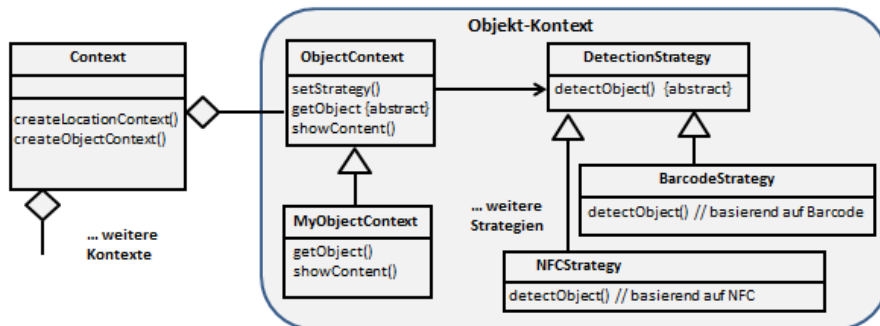 Objekt-Kontext
Context
createLocationContext()
createObjectContext()
... weitere
Kontexte
ObjectContext
setStrategy()
getObject {abstract}
showContent()
MyObjectContext
getObject()
showContent()
DetectionStrategy
detectObject() {abstract}
... weitere
Strategien
BarcodeStrategy
detectObject() // basierend auf Barcode
NFCStrategy
detectObject() // basierend auf NFC